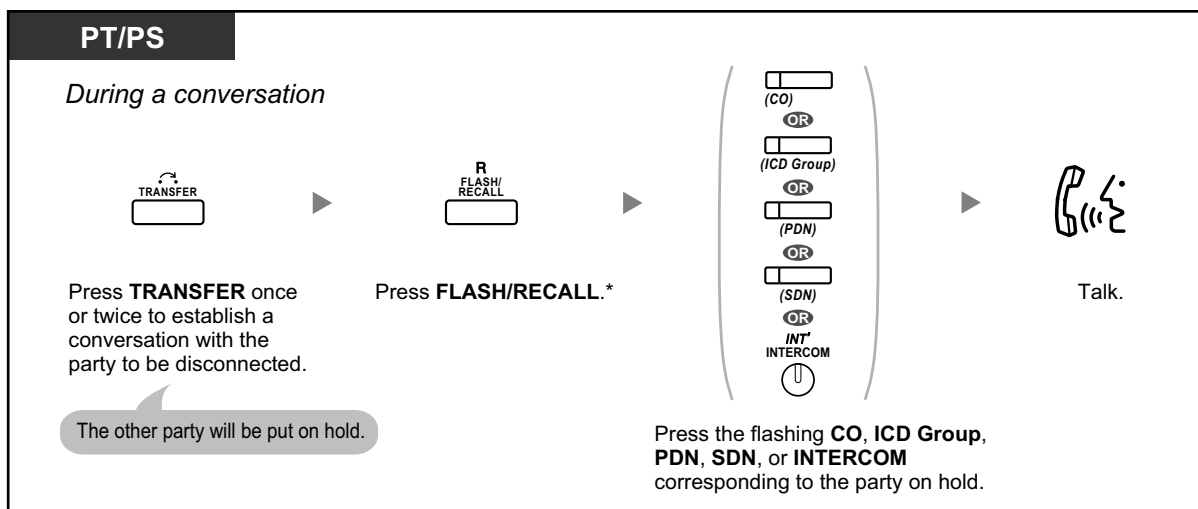 PT/PS
During a conversation
TRANSFER
Press TRANSFER once
or twice to establish a
conversation with the
party to be disconnected.
The other party will be put on hold.
R
FLASH/
RECALL
Press FLASH/RECALL.*
(CO)
OR
(ICD Group)
OR
(PDN)
OR
(SDN)
OR
INT'
INTERCOM
Press the flashing CO, ICD Group,
PDN, SDN, or INTERCOM
corresponding to the party on hold.
Talk.